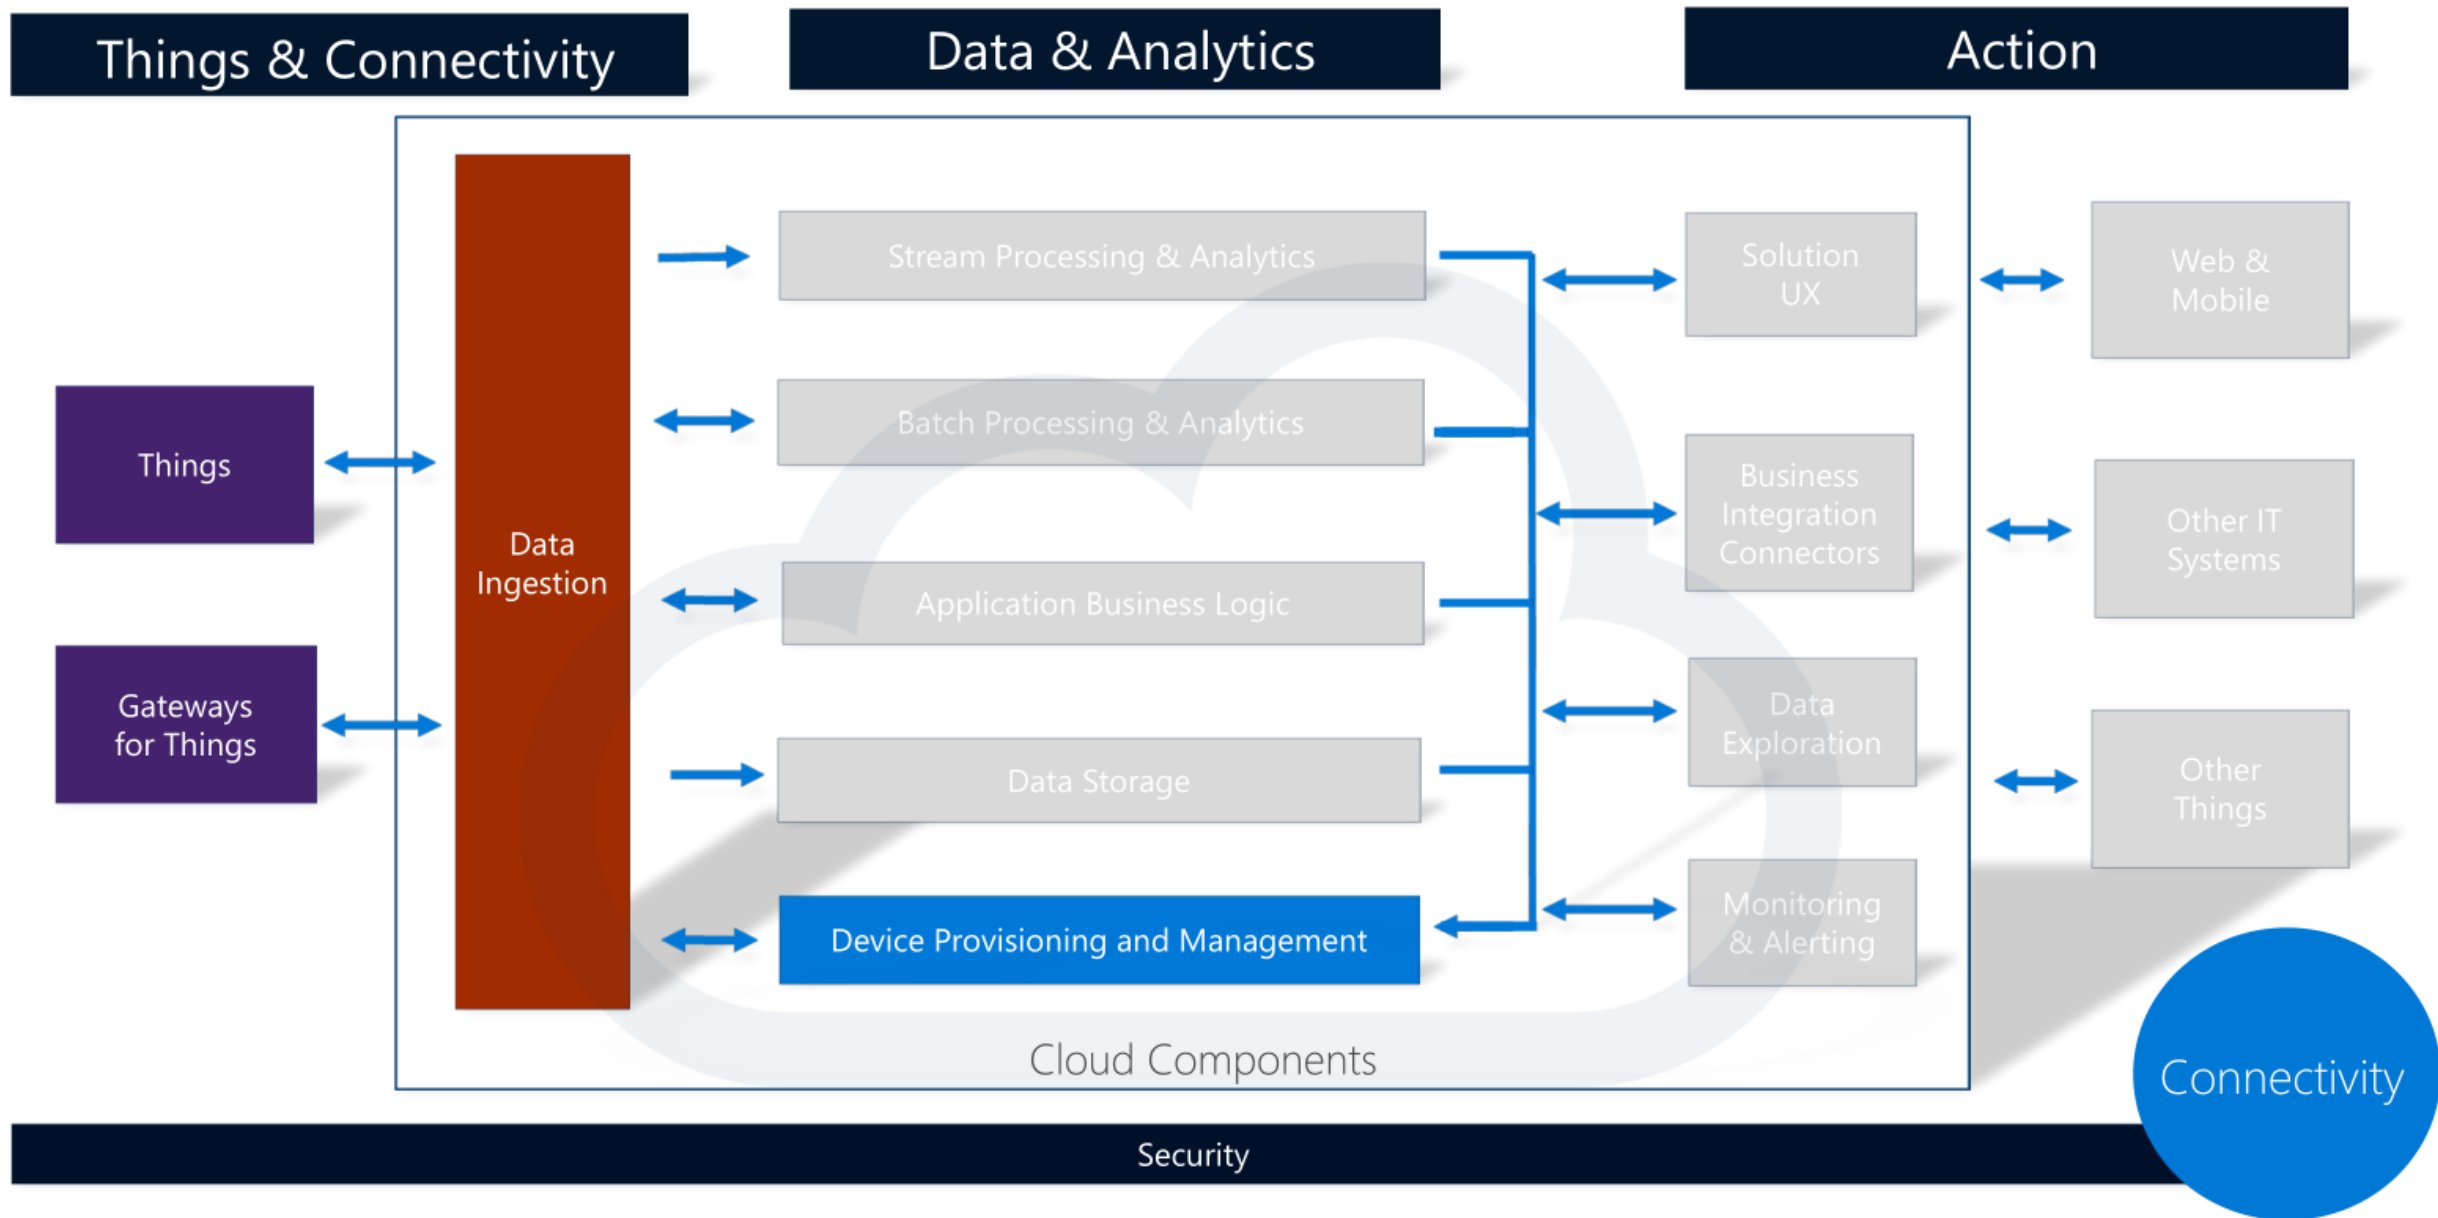 Things & Connectivity
Data & Analytics
Action
Things
Gateways
for Things
Data
Ingestion
Stream Processing & Analytics
Batch Processing & Analytics
Application Business Logic
Data Storage
Device Provisioning and Management
Solution
UX
Business
Integration
Connectors
Data
Exploration
Monitoring
& Alerting
Web &
Mobile
Other IT
Systems
Other
Things
Cloud Components
Connectivity
Security